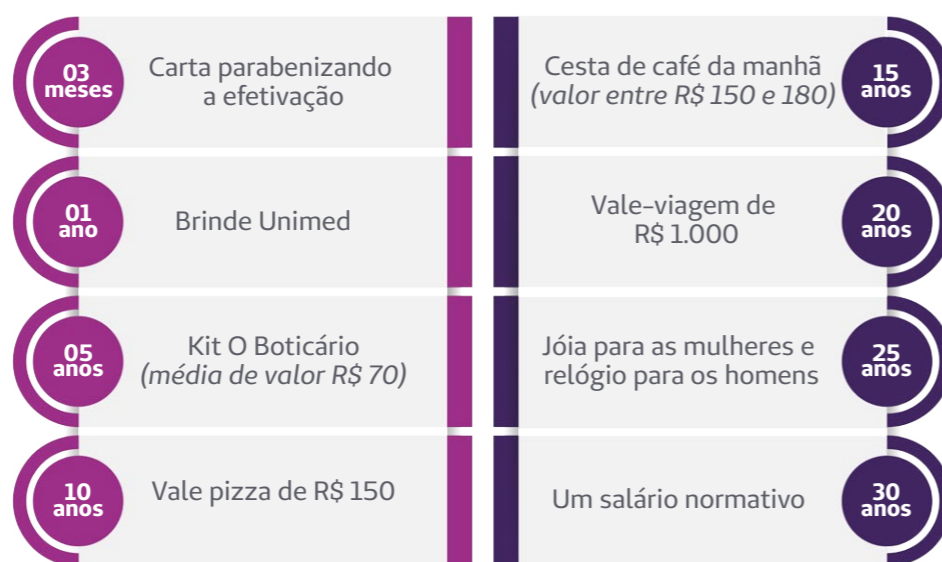 03
meses
Carta parabenizando
a efetivação
01
ano
Brinde Unimed
05
anos
Kit O Boticário
(média de valor R$ 70)
10
anos
Vale pizza de R$ 150
Cesta de café da manhã
(valor entre R$ 150 e 180)
15
anos
Vale-viagem de
R$ 1.000
20
anos
Jóia para as mulheres e
relógio para os homens
25
anos
Um salário normativo
30
anos